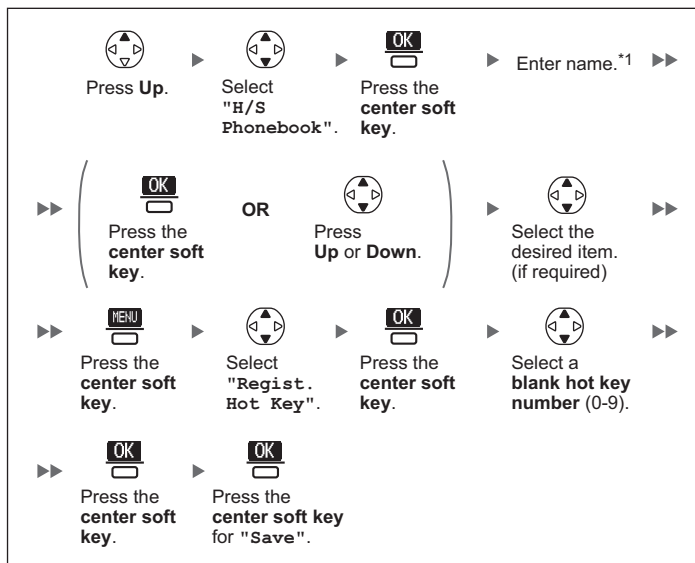 OK
Press Up.
Select
"H/S
Phonebook".
Press the
center soft
key.
Enter name.*1
OK
Press the
center soft
key.
OR
Press
Up or Down.
Select the
desired item.
(if required)
MENU
Press the
center soft
key.
Select
"Regist.
Hot Key".
OK
Press the
center soft
key.
Select a
blank hot key
number (0-9).
OK
Press the
center soft
key.
OK
Press the
center soft key
for "Save".